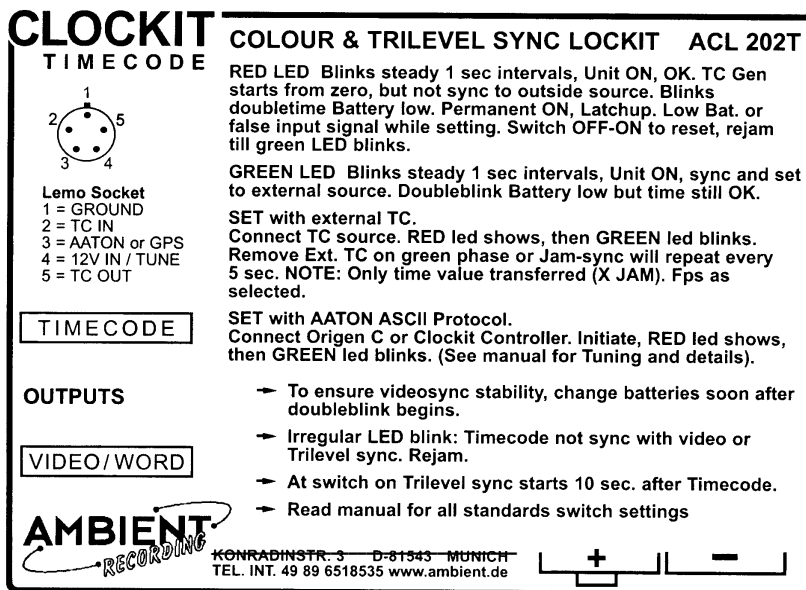 CLOCKIT
TIMECODE
COLOUR & TRILEVEL SYNC LOCKIT ACL 202T
RED LED Blinks steady 1 sec intervals, Unit ON, OK. TC Gen
starts from zero, but not sync to outside source. Blinks
doubletime Battery low. Permanent ON, Latchup. Low Bat. or
false input signal while setting. Switch OFF-ON to reset, rejam
till green LED blinks.
GREEN LED Blinks steady 1 sec intervals, Unit ON, sync and set
to external source. Doubleblink Battery low but time still OK.
SET with external TC.
Connect TC source. RED led shows, then GREEN led blinks.
Remove Ext. TC on green phase or Jam-sync will repeat every
5 sec. NOTE: Only time value transferred (X JAM). Fps as
selected.
SET with AATON ASCII Protocol.
Connect Origen C or Clockit Controller. Initiate, RED led shows,
then GREEN led blinks. (See manual for Tuning and details).
→ To ensure videosync stability, change batteries soon after
doubleblink begins.
→ Irregular LED blink: Timecode not sync with video or
Trilevel sync. Rejam.
→ At switch on Trilevel sync starts 10 sec. after Timecode.
→ Read manual for all standards switch settings
1
2
5
3
4
Lemo Socket
1 = GROUND
2 = TC IN
3 = AATON or GPS
4 = 12V IN / TUNE
5 = TC OUT
TIMECODE
OUTPUTS
VIDEO/WORD
AMBIENT
RECORDING
KONRADINSTR. 3 D-81543 MUNICH
TEL. INT. 49 89 6518535 www.ambient.de
+ −